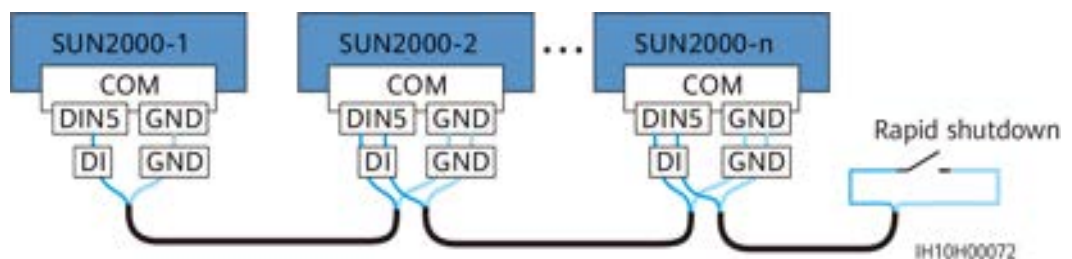 SUN2000-1
SUN2000-2
...
SUN2000-n
COM
COM
COM
DIN5 GND
DIN5 GND
DIN5 GND
DI GND
DI GND
DI GND
Rapid shutdown
IH10H00072